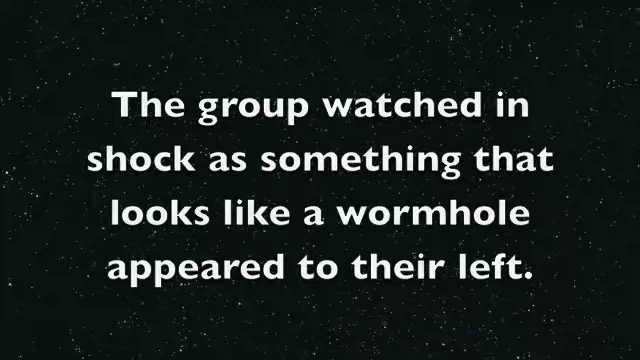 The group watched in
shock as something that
looks like a wormhole
appeared to their left.